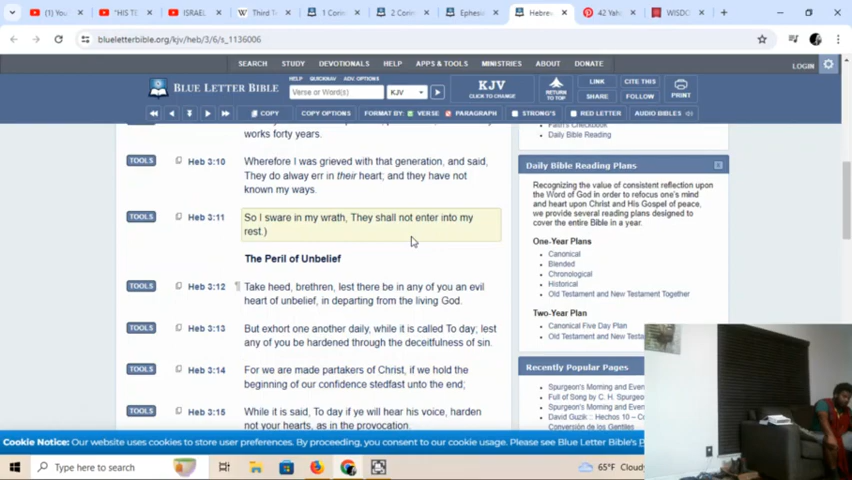 (1) You
"HIS T
ISRAEL
Third T
1 Corin
2 Corin
Ephesi
Hebrew
42 Yah
WISDO
blueletterbible.org/kjv/heb/3/6/s_1136006
SEARCH STUDY DEVOTIONALS HELP APPS & TOOLS MINISTRIES ABOUT DONATE
LOGIN
BLUE LETTER BIBLE
HELP QUICKNAV ADV. OPTIONS
Verse or Word(s)
KJV
KJV
CLICK TO CHANGE
RETURN
TO TOP
LINK
SHARE
CITE THIS
FOLLOW
PRINT
COPY COPY OPTIONS FORMAT BY: VERSE PARAGRAPH STRONG'S RED LETTER AUDIO BIBLES
works forty years.
TOOLS Heb 3:10 Wherefore I was grieved with that generation, and said,
They do alway err in their heart; and they have not
known my ways.
TOOLS Heb 3:11 So I sware in my wrath, They shall not enter into my
rest.)
The Peril of Unbelief
TOOLS Heb 3:12 ¶ Take heed, brethren, lest there be in any of you an evil
heart of unbelief, in departing from the living God.
TOOLS Heb 3:13 But exhort one another daily, while it is called To day; lest
any of you be hardened through the deceitfulness of sin.
TOOLS Heb 3:14 For we are made partakers of Christ, if we hold the
beginning of our confidence stedfast unto the end;
TOOLS Heb 3:15 While it is said, To day if ye will hear his voice, harden
not your hearts, as in the provocation.
Faith's Checkbook
Daily Bible Reading
Daily Bible Reading Plans
Recognizing the value of consistent reflection upon
the Word of God in order to refocus one's mind
and heart upon Christ and His Gospel of peace,
we provide several reading plans designed to
cover the entire Bible in a year.
One-Year Plans
Canonical
Blended
Chronological
Historical
Old Testament and New Testament Together
Two-Year Plan
Canonical Five Day Plan
Old Testament and New Testa
Recently Popular Pages
Spurgeon's Morning and Even
Full of Song by C. H. Spurgeo
Spurgeon's Morning and Even
David Guzik :: Hechos 10 – Co
Conversión de los Gentiles
Cookie Notice: Our website uses cookies to store user preferences. By proceeding, you consent to our cookie usage. Please see Blue Letter Bible's P
Type here to search
65°F Cloudy